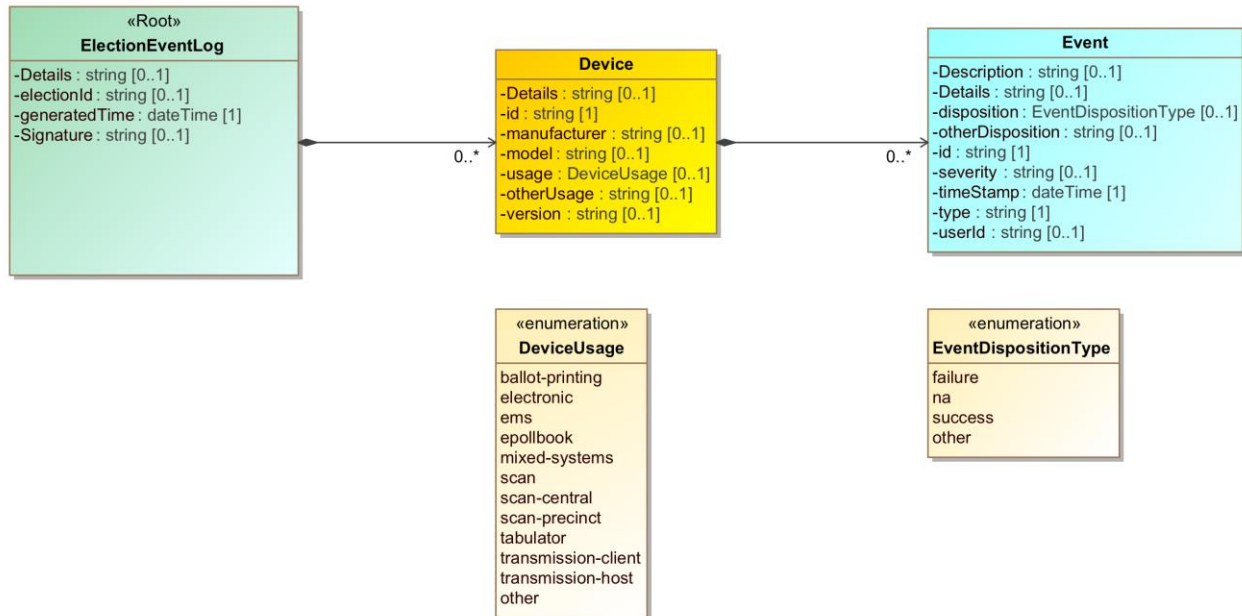 «Root»
ElectionEventLog
-Details : string [0..1]
-electionId : string [0..1]
-generatedTime : dateTime [1]
-Signature : string [0..1]
0..*
Device
-Details : string [0..1]
-id : string [1]
-manufacturer : string [0..1]
-model : string [0..1]
-usage : DeviceUsage [0..1]
-otherUsage : string [0..1]
-version : string [0..1]
0..*
Event
-Description : string [0..1]
-Details : string [0..1]
-disposition : EventDispositionType [0..1]
-otherDisposition : string [0..1]
-id : string [1]
-severity : string [0..1]
-timeStamp : dateTime [1]
-type : string [1]
-userId : string [0..1]
«enumeration»
DeviceUsage
ballot-printing
electronic
ems
epollbook
mixed-systems
scan
scan-central
scan-precinct
tabulator
transmission-client
transmission-host
other
«enumeration»
EventDispositionType
failure
na
success
other